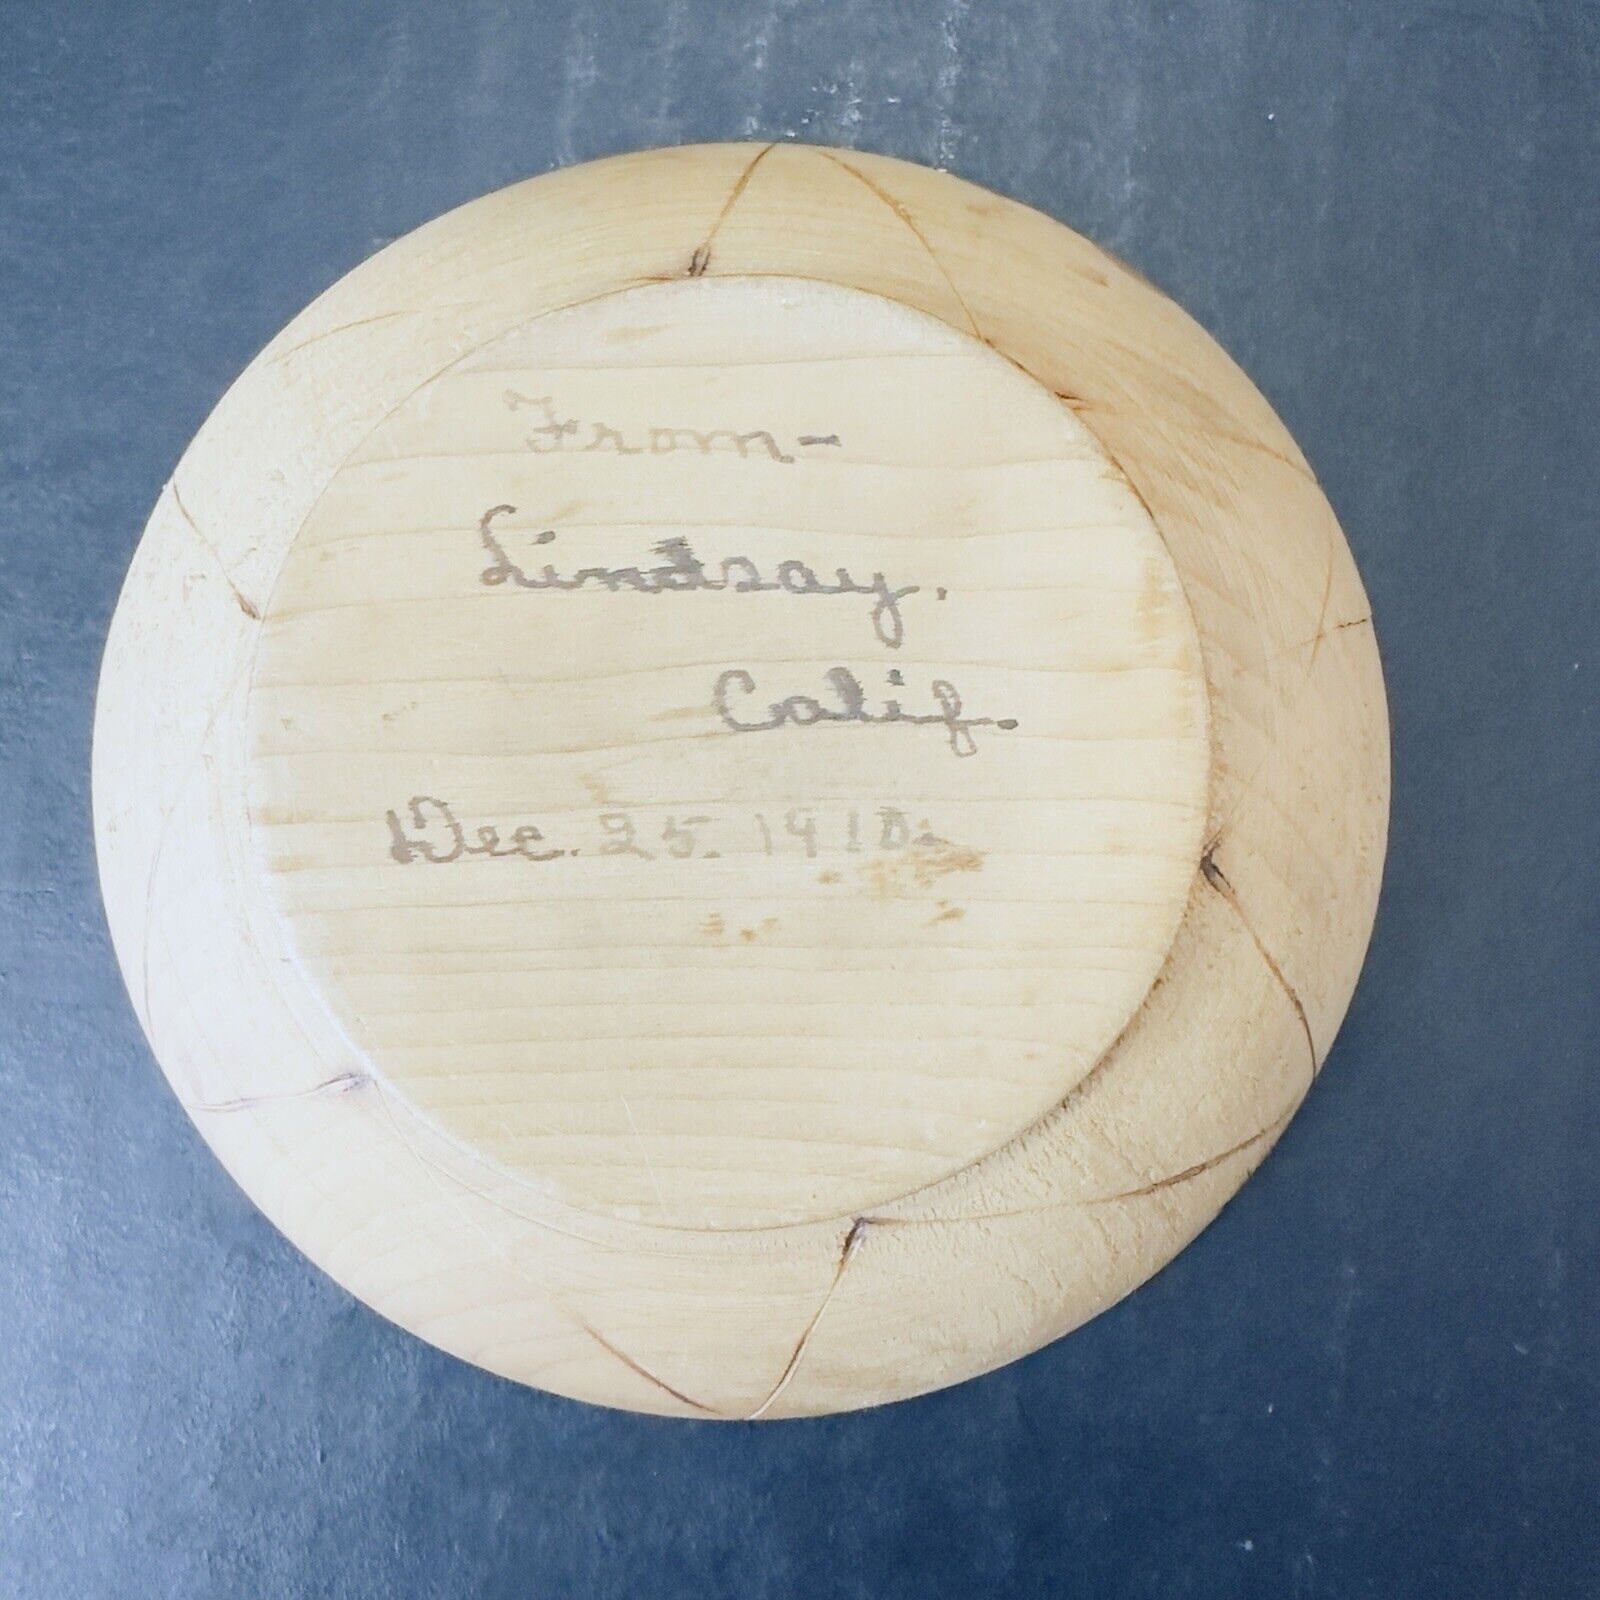 From-
Lindsay.
Calif.
Dec. 25. 1910.